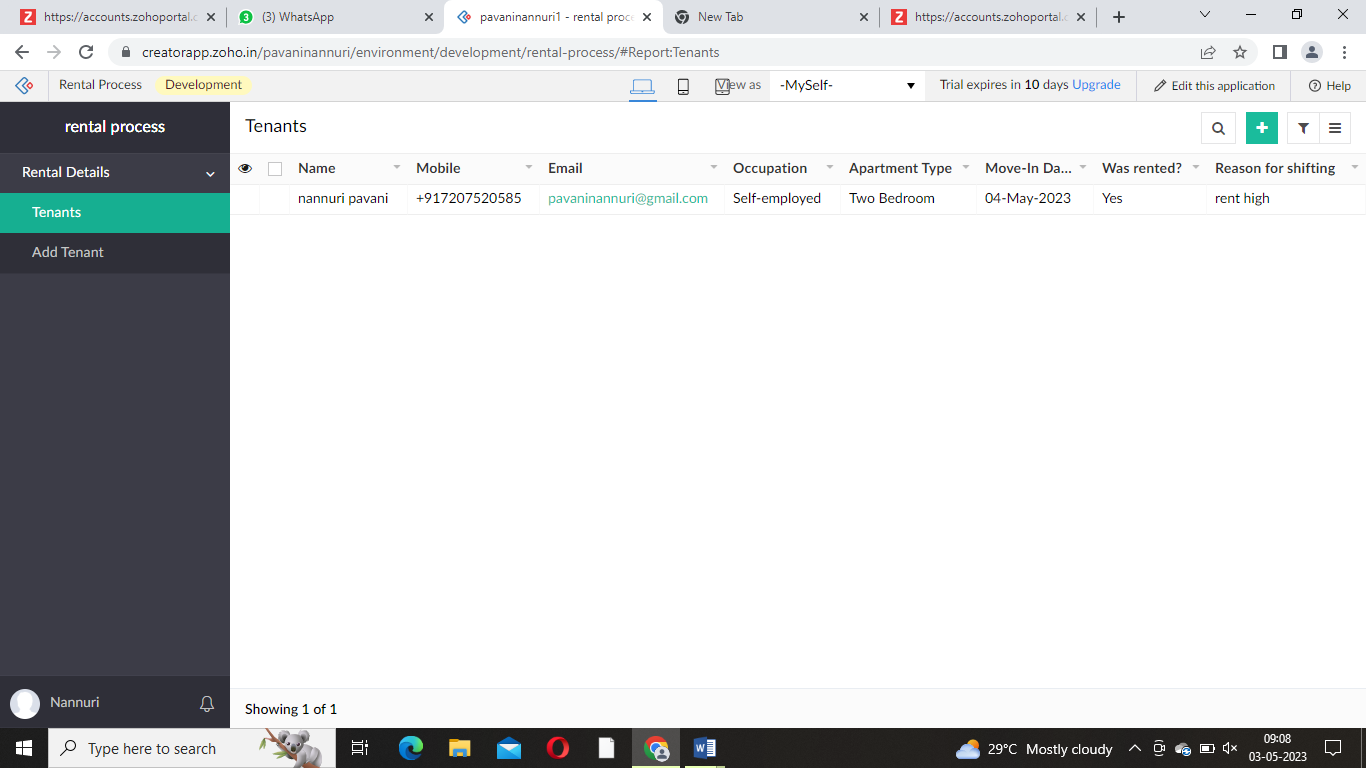 https://accounts.zohoportal.c
(3) WhatsApp
pavaninannuri1 - rental proce
New Tab
https://accounts.zohoportal.c
creatorapp.zoho.in/pavaninannuri/environment/development/rental-process/#Report:Tenants
Rental Process Development View as -MySelf- Trial expires in 10 days Upgrade Edit this application Help
rental process
Rental Details
Tenants
Add Tenant
Tenants
Name Mobile Email Occupation Apartment Type Move-In Da... Was rented? Reason for shifting
nannuri pavani +917207520585 pavaninannuri@gmail.com Self-employed Two Bedroom 04-May-2023 Yes rent high
Nannuri
Showing 1 of 1
Type here to search
29°C Mostly cloudy
09:08
03-05-2023